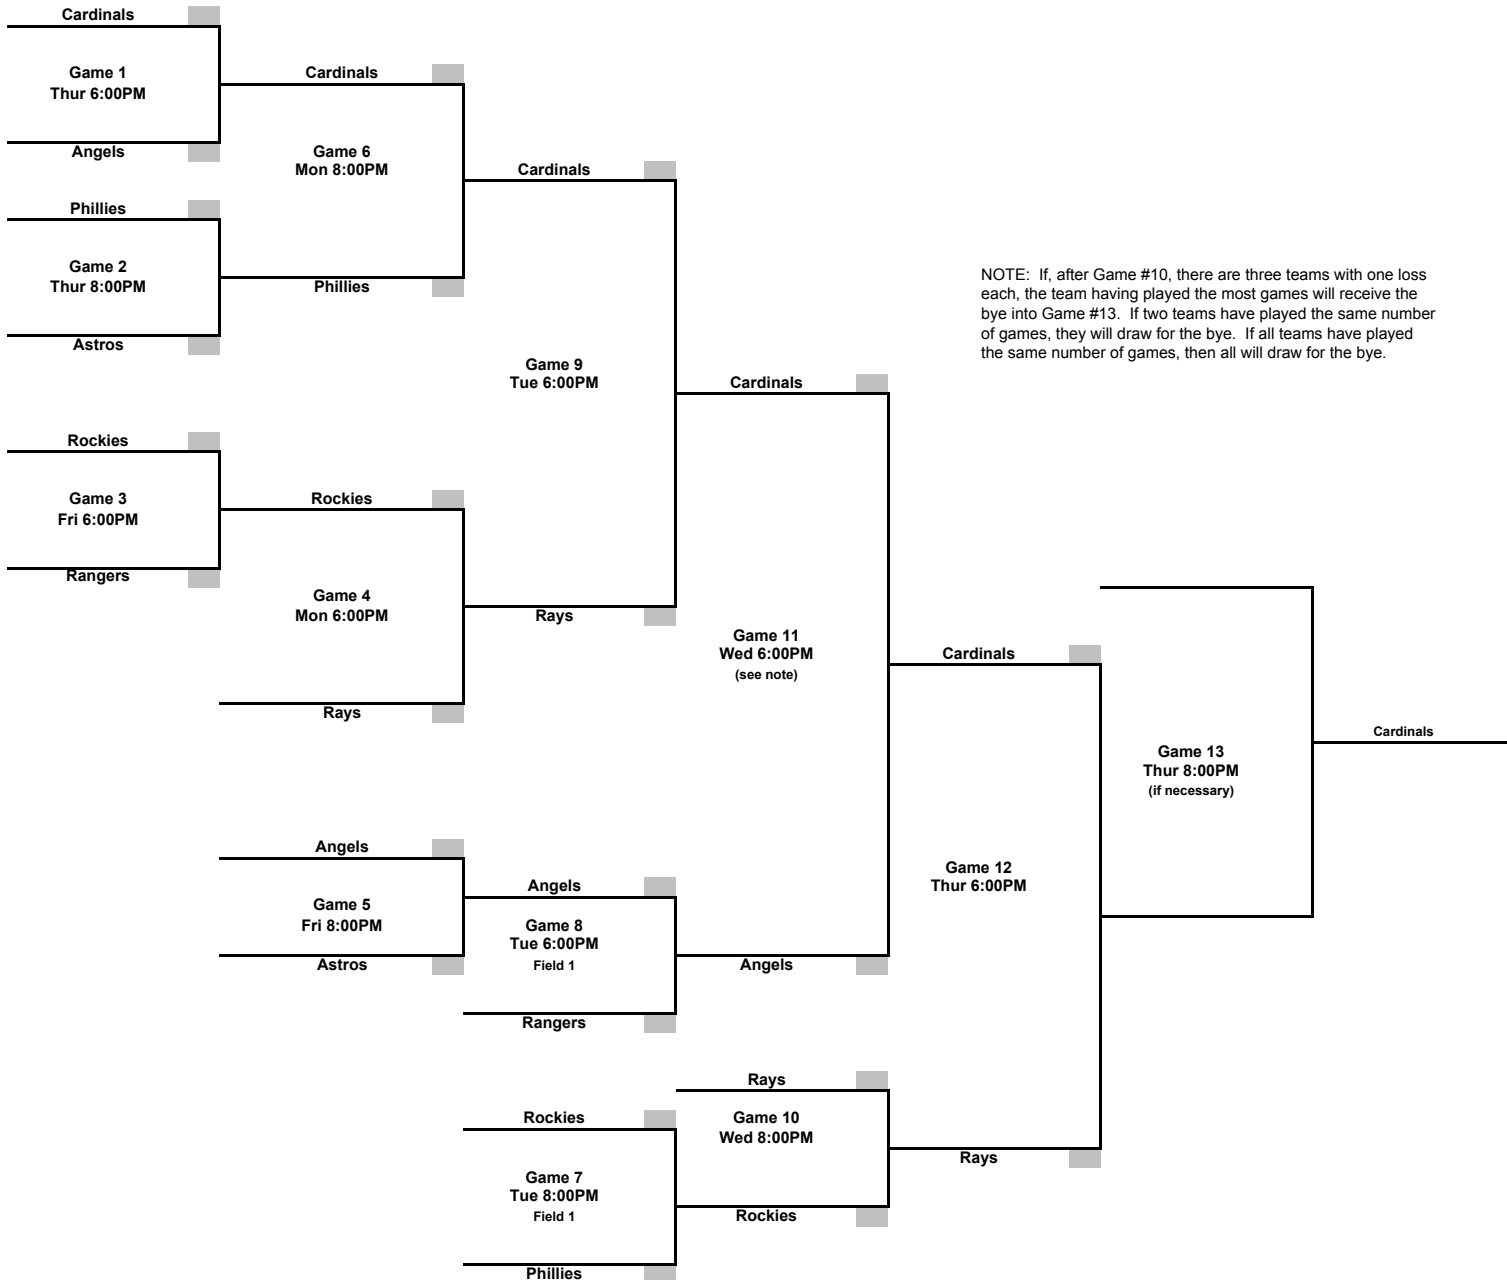 Cardinals
Game 1
Thur 6:00PM
Cardinals
Angels
Game 6
Mon 8:00PM
Cardinals
Phillies
Game 2
Thur 8:00PM
Phillies
Astros
NOTE:  If, after Game #10, there are three teams with one loss
each, the team having played the most games will receive the
bye into Game #13.  If two teams have played the same number
of games, they will draw for the bye.  If all teams have played
the same number of games, then all will draw for the bye.
Game 9
Tue 6:00PM
Cardinals
Rockies
Game 3
Fri 6:00PM
Rockies
Rangers
Game 4
Mon 6:00PM
Rays
Game 11
Wed 6:00PM
(see note)
Cardinals
Rays
Game 13
Thur 8:00PM
(if necessary)
Cardinals
Angels
Game 5
Fri 8:00PM
Angels
Game 8
Tue 6:00PM
Field 1
Game 12
Thur 6:00PM
Astros
Angels
Rangers
Rays
Rockies
Game 10
Wed 8:00PM
Rays
Game 7
Tue 8:00PM
Field 1
Rockies
Phillies